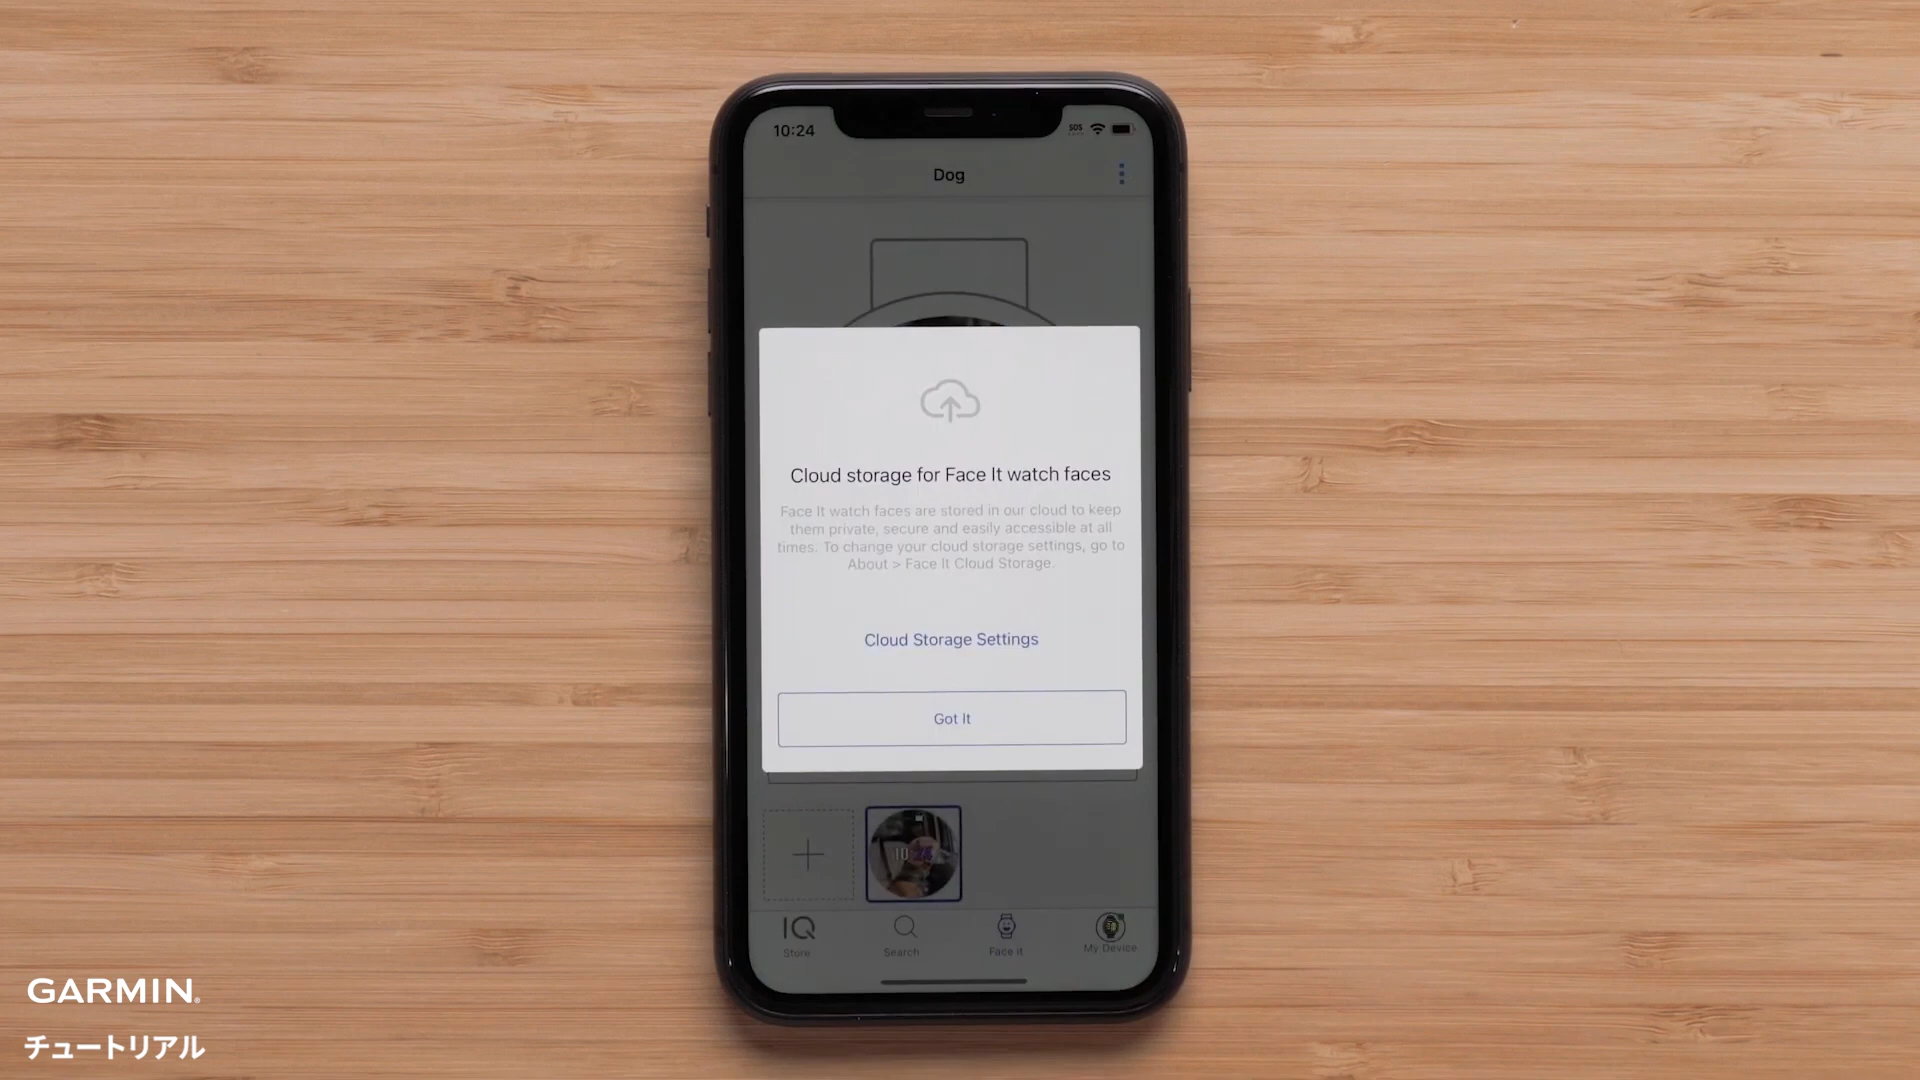 10:24
SOS
Dog
Cloud storage for Face It watch faces
Face It watch faces are stored in our cloud to keep
them private, secure and easily accessible at all
times. To change your cloud storage settings, go to
About > Face It Cloud Storage.
Cloud Storage Settings
Got It
10:24
IQ
Store
Search
Face It
My Device
GARMIN
チュートリアル